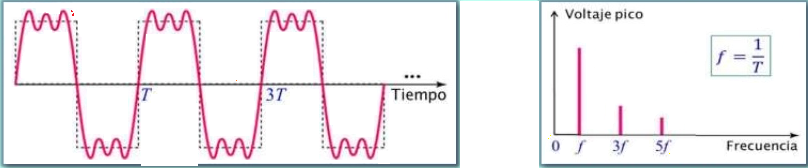 ...
T
3T
Tiempo
Voltaje pico
f = 1/T
0 f 3f 5f Frecuencia